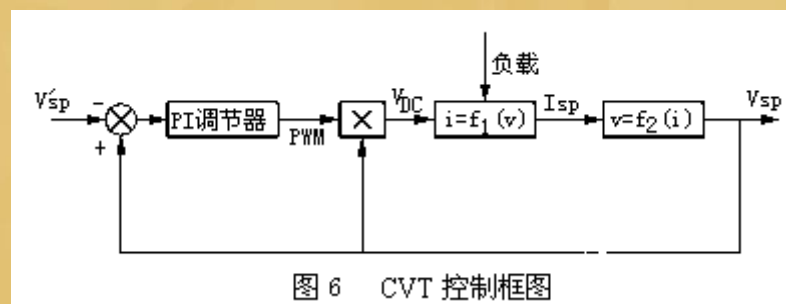 负载
V'sp
-
+
PI调节器
PWM
×
VDC
i=f1(v)
Isp
v=f2(i)
Vsp
图 6 CVT 控制框图